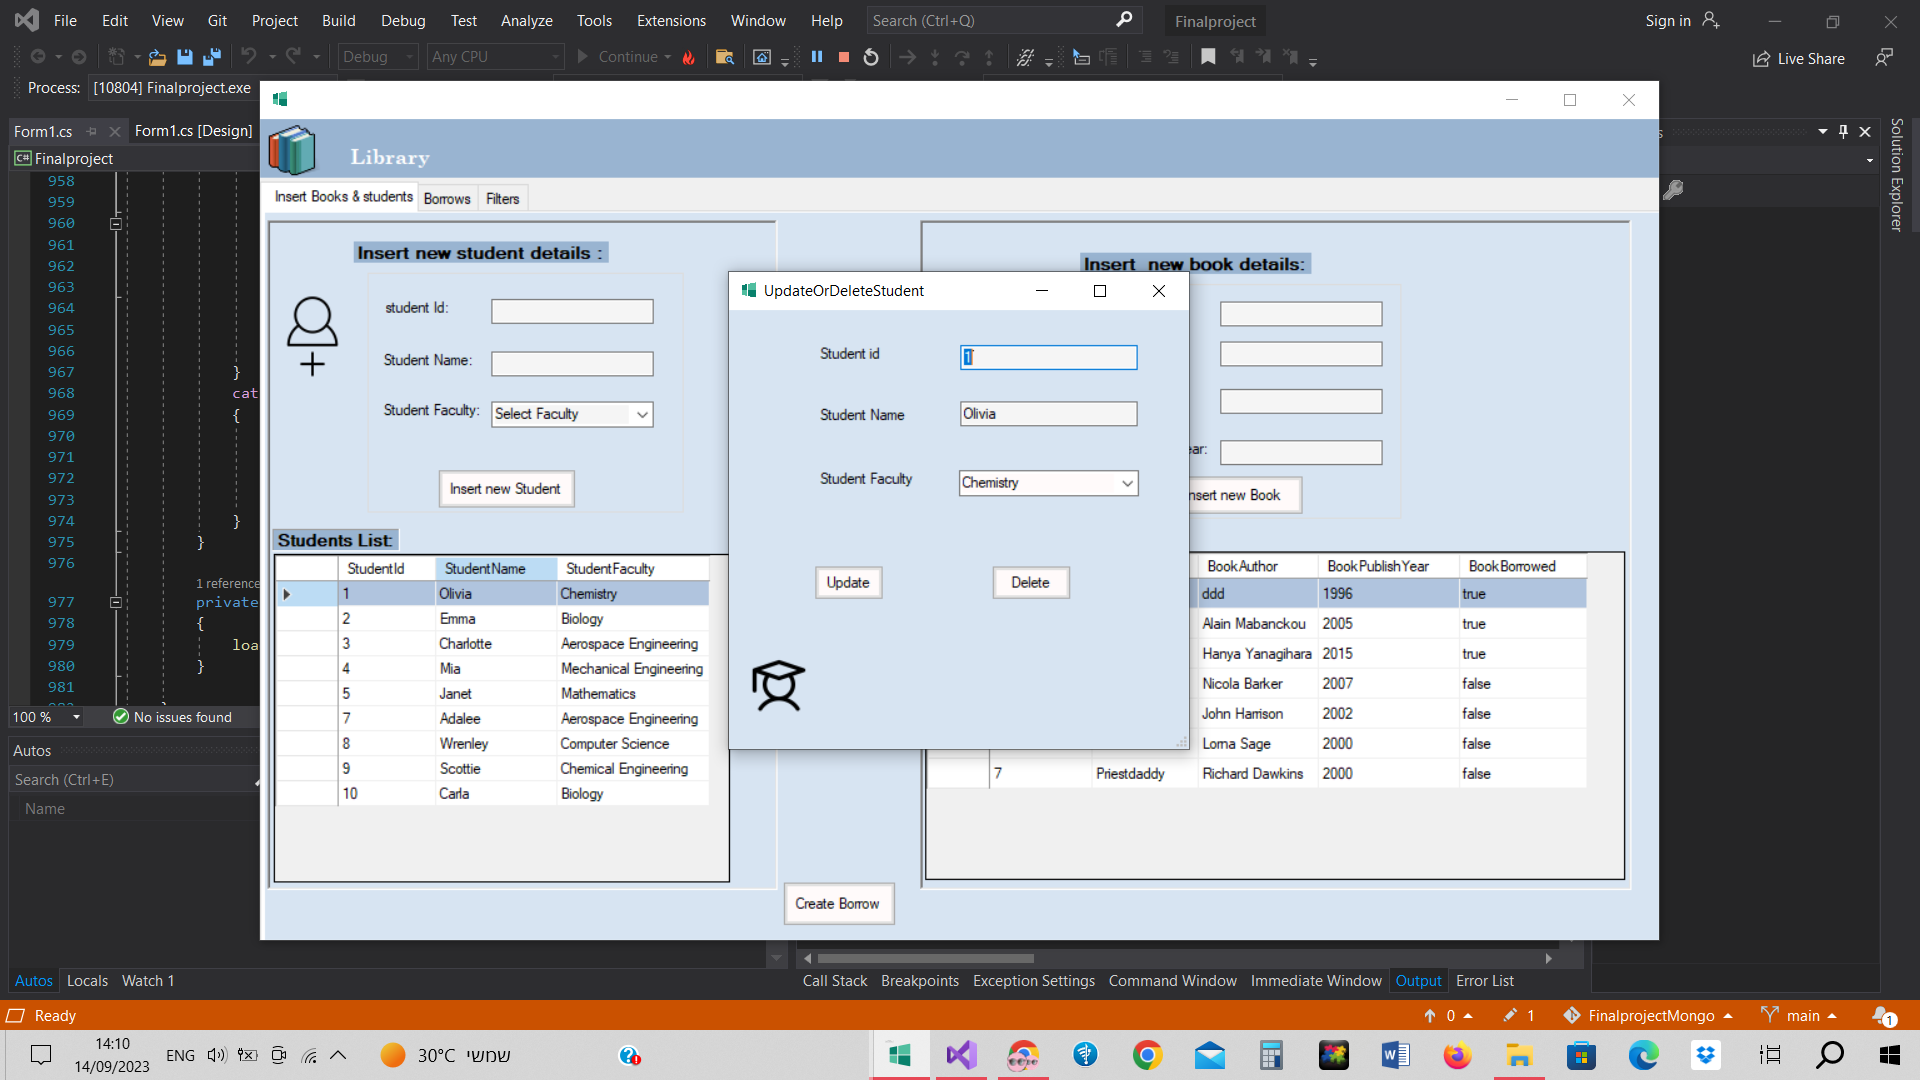 File Edit View Git Project Build Debug Test Analyze Tools Extensions Window Help Search (Ctrl+Q) Finalproject Sign in
Debug Any CPU Continue Live Share
Process: [10804] Finalproject.exe
Form1.cs Form1.cs [Design]
Finalproject
Solution Explorer
958
959
960
961
962
963
964
965
966
967 }
968 cat
969 {
970
971
972
973
974 }
975 }
976
1 reference
977 private
978 {
979 loa
980 }
981
100 % No issues found
Autos
Search (Ctrl+E)
Name
Library
Insert Books & students Borrows Filters
Insert new student details :
student Id:
Student Name:
Student Faculty: Select Faculty
Insert new Student
Students List:
StudentId StudentName StudentFaculty
1 Olivia Chemistry
2 Emma Biology
3 Charlotte Aerospace Engineering
4 Mia Mechanical Engineering
5 Janet Mathematics
7 Adalee Aerospace Engineering
8 Wrenley Computer Science
9 Scottie Chemical Engineering
10 Carla Biology
Insert new book details:
ear:
nsert new Book
BookAuthor BookPublishYear BookBorrowed
ddd 1996 true
Alain Mabanckou 2005 true
Hanya Yanagihara 2015 true
Nicola Barker 2007 false
John Harrison 2002 false
Lorna Sage 2000 false
7 Priestdaddy Richard Dawkins 2000 false
UpdateOrDeleteStudent
Student id 1
Student Name Olivia
Student Faculty Chemistry
Update Delete
Create Borrow
Autos Locals Watch 1
Call Stack Breakpoints Exception Settings Command Window Immediate Window Output Error List
Ready 0 1 FinalprojectMongo main 1
14:10
14/09/2023
ENG 30°C שמשי